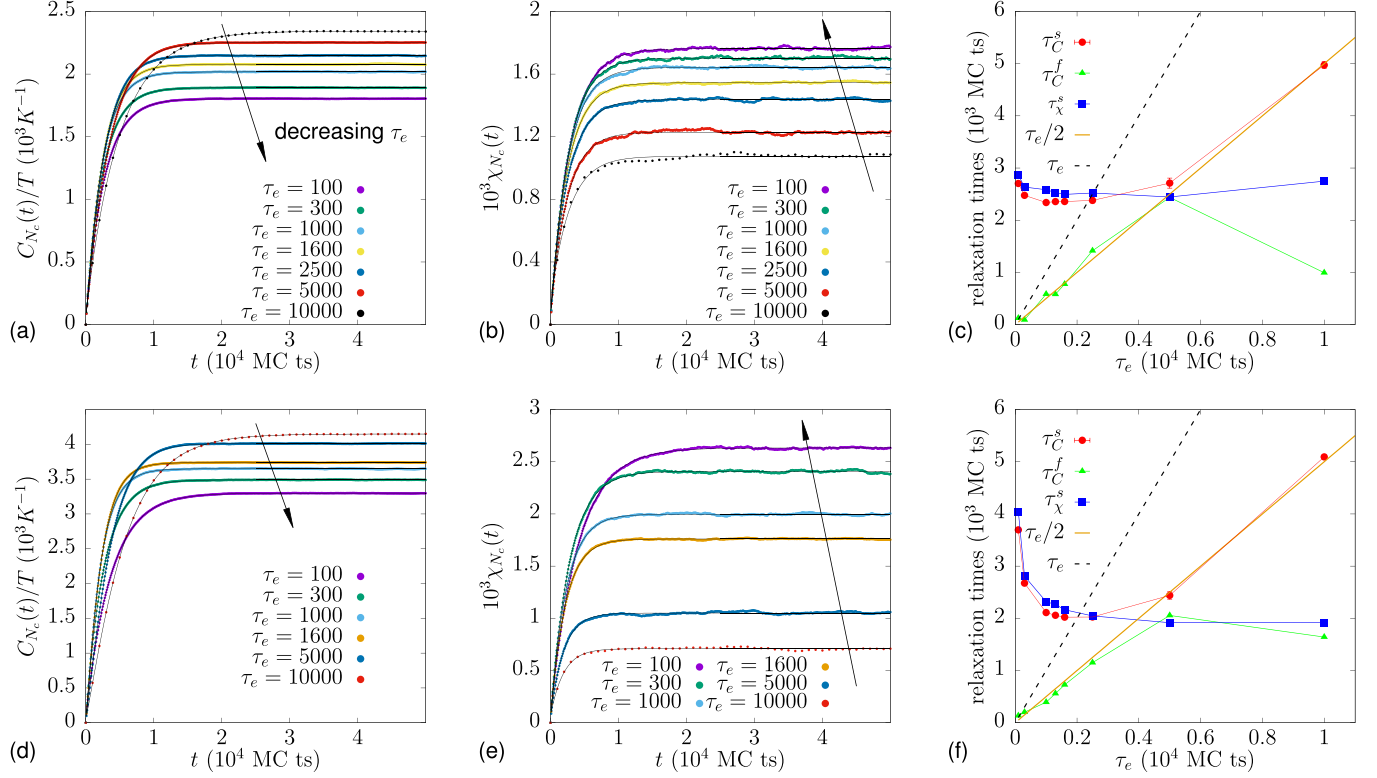 2.5
2
1.5
1
0.5
0
0 1 2 3 4
C_{N_c}(t)/T (10^3 K^{-1})
t (10^4 MC ts)
decreasing τ_e
τ_e = 100
τ_e = 300
τ_e = 1000
τ_e = 1600
τ_e = 2500
τ_e = 5000
τ_e = 10000
(a)
2
1.6
1.2
0.8
0.4
0
0 1 2 3 4
10^3 χ_{N_c}(t)
t (10^4 MC ts)
τ_e = 100
τ_e = 300
τ_e = 1000
τ_e = 1600
τ_e = 2500
τ_e = 5000
τ_e = 10000
(b)
6
5
4
3
2
1
0
0 0.2 0.4 0.6 0.8 1
relaxation times (10^3 MC ts)
τ_e (10^4 MC ts)
τ_C^s
τ_C^f
τ_χ^s
τ_e/2
τ_e
(c)
4
3.5
3
2.5
2
1.5
1
0.5
0
0 1 2 3 4
C_{N_c}(t)/T (10^3 K^{-1})
t (10^4 MC ts)
τ_e = 100
τ_e = 300
τ_e = 1000
τ_e = 1600
τ_e = 5000
τ_e = 10000
(d)
3
2.5
2
1.5
1
0.5
0
0 1 2 3 4
10^3 χ_{N_c}(t)
t (10^4 MC ts)
τ_e = 100 τ_e = 1600
τ_e = 300 τ_e = 5000
τ_e = 1000 τ_e = 10000
(e)
6
5
4
3
2
1
0
0 0.2 0.4 0.6 0.8 1
relaxation times (10^3 MC ts)
τ_e (10^4 MC ts)
τ_C^s
τ_C^f
τ_χ^s
τ_e/2
τ_e
(f)